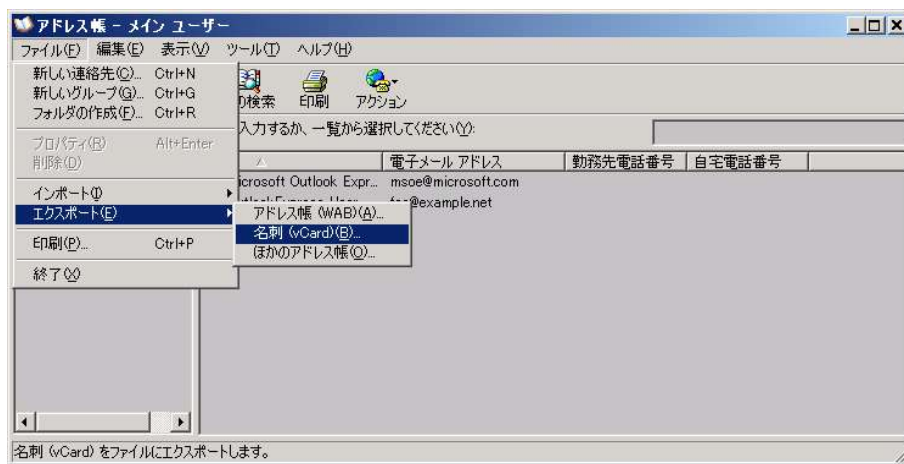 アドレス帳 - メイン ユーザー
ファイル(F) 編集(E) 表示(V) ツール(T) ヘルプ(H)
新しい連絡先(C)... Ctrl+N
新しいグループ(G)... Ctrl+G
フォルダの作成(F)... Ctrl+R
プロパティ(R) Alt+Enter
削除(D)
インポート(I)
エクスポート(E)
印刷(P)... Ctrl+P
終了(X)
の検索 印刷 アクション
入力するか、一覧から選択してください(Y):
電子メール アドレス 勤務先電話番号 自宅電話番号
icrosoft Outlook Expr... msoe@microsoft.com
@example.net
アドレス帳 (WAB)(A)...
名刺 (vCard)(B)...
ほかのアドレス帳(O)...
名刺 (vCard) をファイルにエクスポートします。